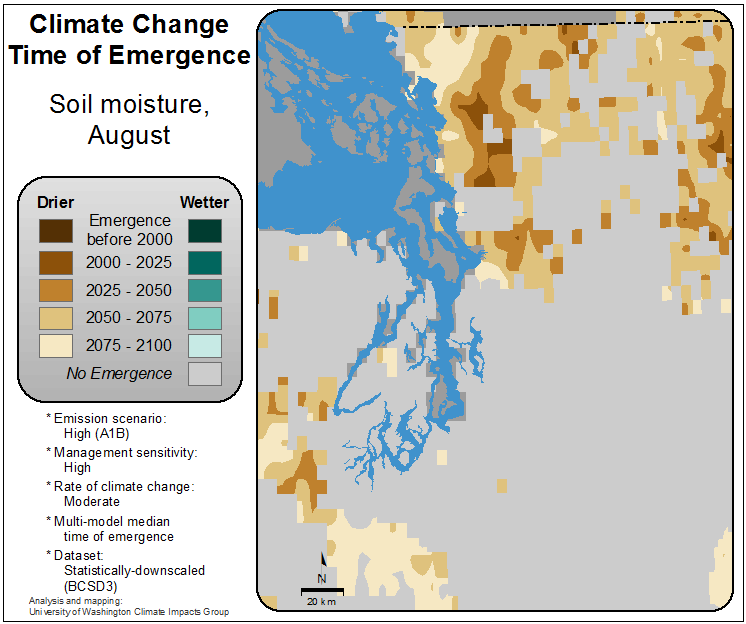 Climate Change
Time of Emergence
Soil moisture,
August
Drier Wetter
Emergence
before 2000
2000 - 2025
2025 - 2050
2050 - 2075
2075 - 2100
No Emergence
* Emission scenario:
High (A1B)
* Management sensitivity:
High
* Rate of climate change:
Moderate
* Multi-model median
time of emergence
* Dataset:
Statistically-downscaled
(BCSD3)
Analysis and mapping:
University of Washington Climate Impacts Group
N
20 km